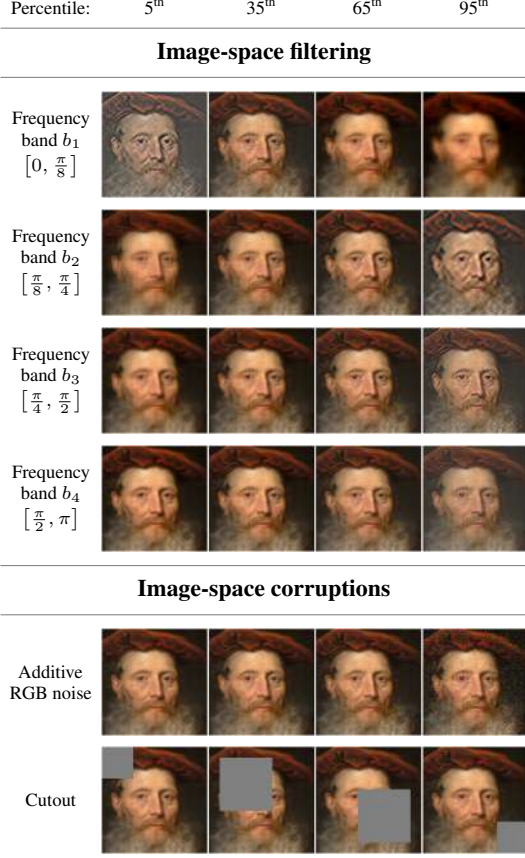 Percentile: 5th 35th 65th 95th
Image-space filtering
Frequency
band b₁
[0, π/8]
Frequency
band b₂
[π/8, π/4]
Frequency
band b₃
[π/4, π/2]
Frequency
band b₄
[π/2, π]
Image-space corruptions
Additive
RGB noise
Cutout